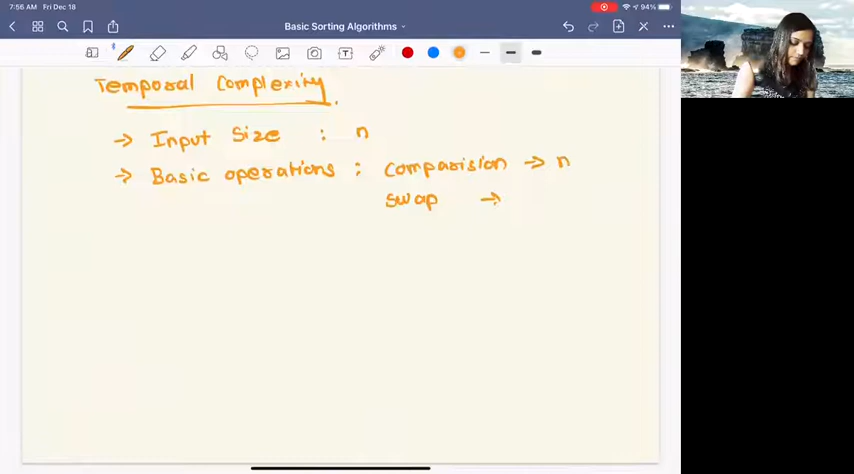 7:56 AM Fri Dec 18
94%
Basic Sorting Algorithms
Temporal Complexity.
→ Input Size : n
→ Basic operations : comparision → n
swap →